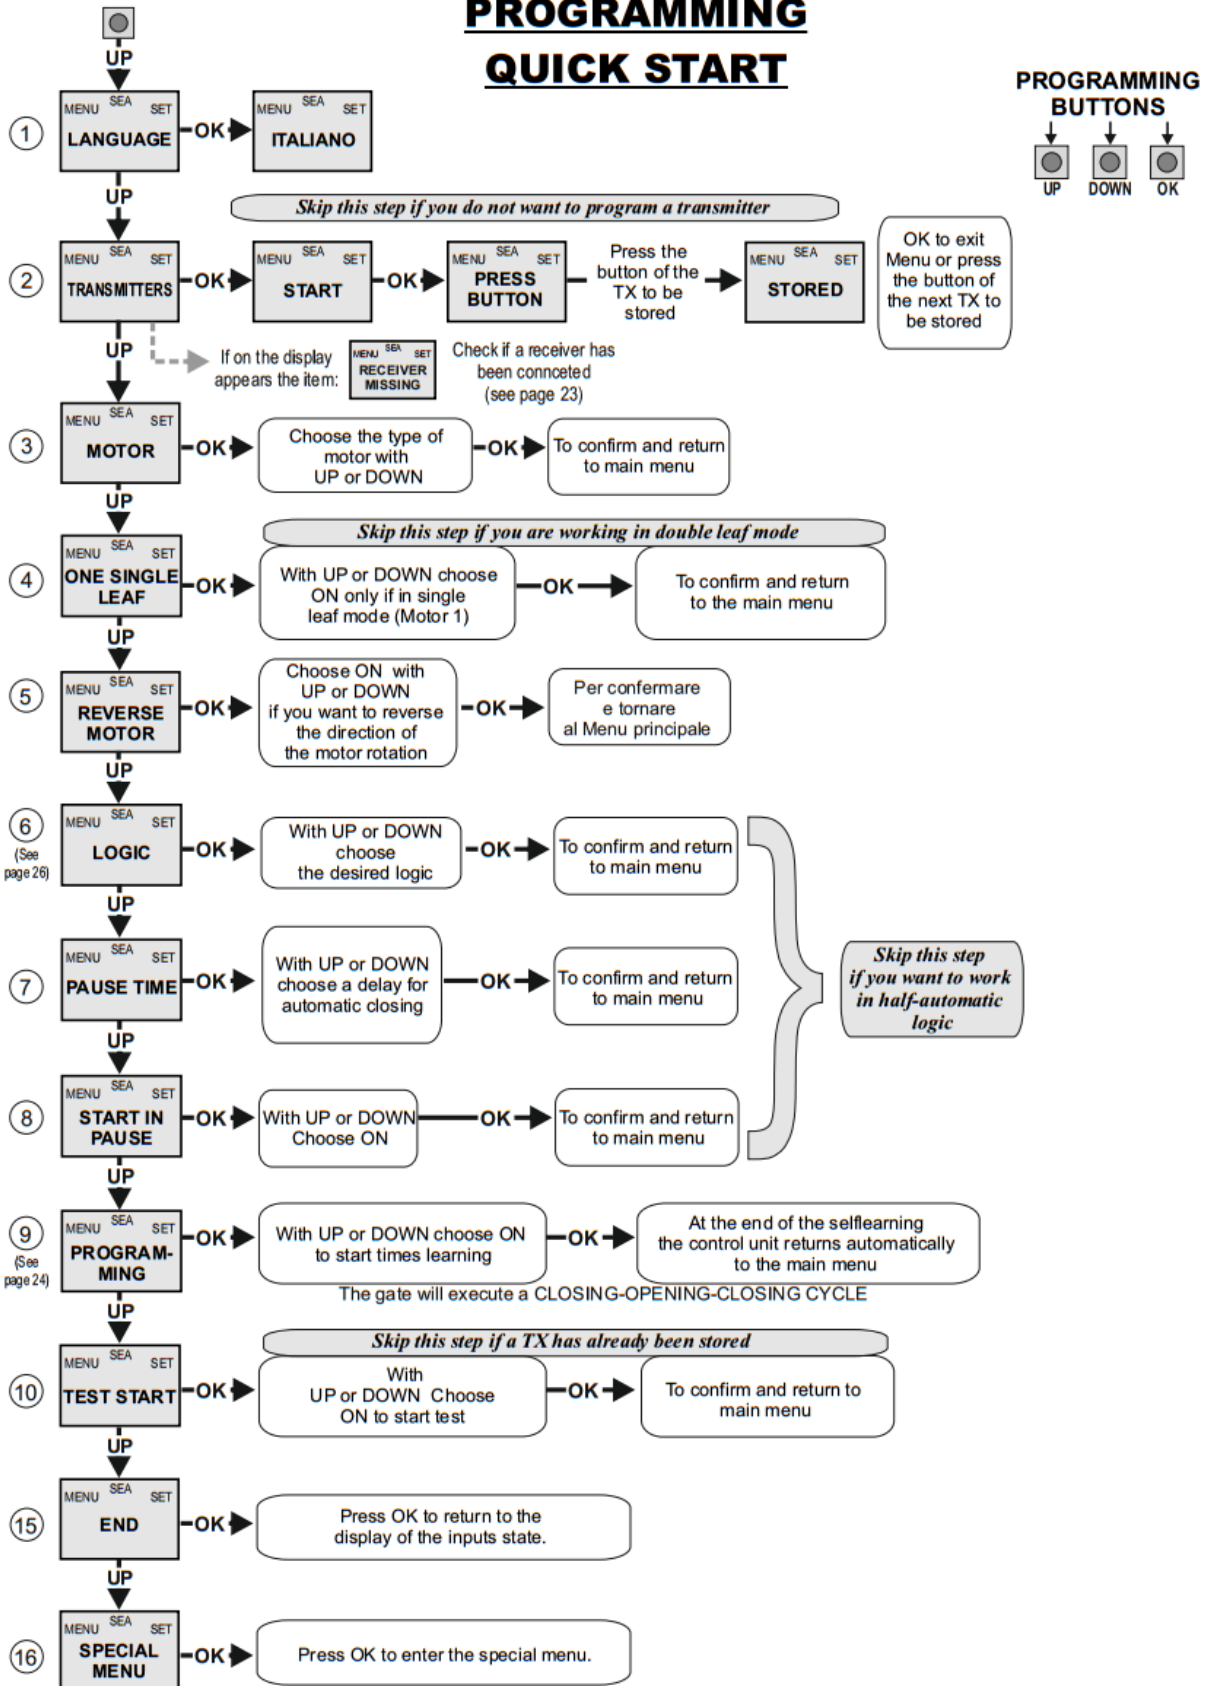 PROGRAMMING
QUICK START
PROGRAMMING
BUTTONS
UP DOWN OK
UP
1
MENU SEA SET
LANGUAGE
OK
MENU SEA SET
ITALIANO
UP
Skip this step if you do not want to program a transmitter
2
MENU SEA SET
TRANSMITTERS
OK
MENU SEA SET
START
OK
MENU SEA SET
PRESS
BUTTON
Press the
button of the
TX to be
stored
MENU SEA SET
STORED
OK to exit
Menu or press
the button of
the next TX to
be stored
UP
If on the display
appears the item:
MENU SEA SET
RECEIVER
MISSING
Check if a receiver has
been connceted
(see page 23)
3
MENU SEA SET
MOTOR
OK
Choose the type of
motor with
UP or DOWN
OK
To confirm and return
to main menu
UP
Skip this step if you are working in double leaf mode
4
MENU SEA SET
ONE SINGLE
LEAF
OK
With UP or DOWN choose
ON only if in single
leaf mode (Motor 1)
OK
To confirm and return
to the main menu
UP
5
MENU SEA SET
REVERSE
MOTOR
OK
Choose ON with
UP or DOWN
if you want to reverse
the direction of
the motor rotation
OK
Per confermare
e tornare
al Menu principale
UP
6
(See
page 26)
MENU SEA SET
LOGIC
OK
With UP or DOWN
choose
the desired logic
OK
To confirm and return
to main menu
UP
7
MENU SEA SET
PAUSE TIME
OK
With UP or DOWN
choose a delay for
automatic closing
OK
To confirm and return
to main menu
Skip this step
if you want to work
in half-automatic
logic
UP
8
MENU SEA SET
START IN
PAUSE
OK
With UP or DOWN
Choose ON
OK
To confirm and return
to main menu
UP
9
(See
page 24)
MENU SEA SET
PROGRAM-
MING
OK
With UP or DOWN choose ON
to start times learning
OK
At the end of the selflearning
the control unit returns automatically
to the main menu
The gate will execute a CLOSING-OPENING-CLOSING CYCLE
UP
Skip this step if a TX has already been stored
10
MENU SEA SET
TEST START
OK
With
UP or DOWN Choose
ON to start test
OK
To confirm and return to
main menu
UP
15
MENU SEA SET
END
OK
Press OK to return to the
display of the inputs state.
UP
16
MENU SEA SET
SPECIAL
MENU
OK
Press OK to enter the special menu.